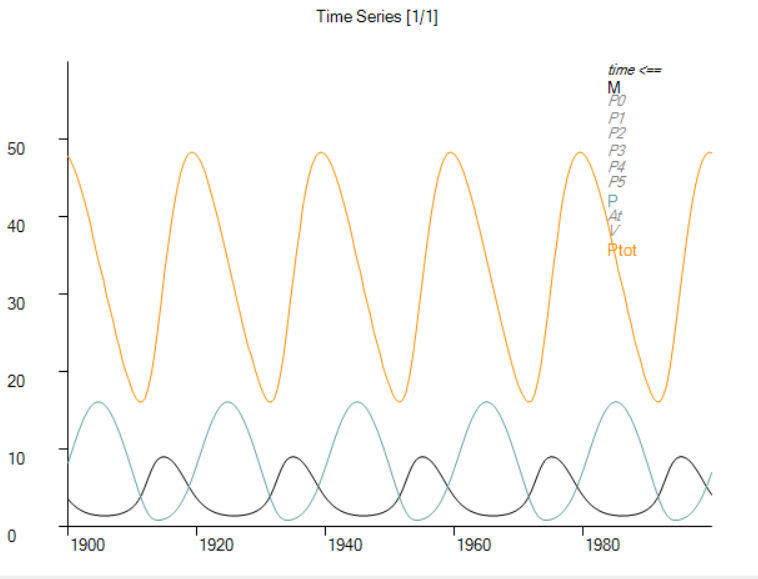 Time Series [1/1]
time <==
M
P0
P1
P2
P3
P4
P5
P
At
V
Ptot
50
40
30
20
10
0
1900 1920 1940 1960 1980